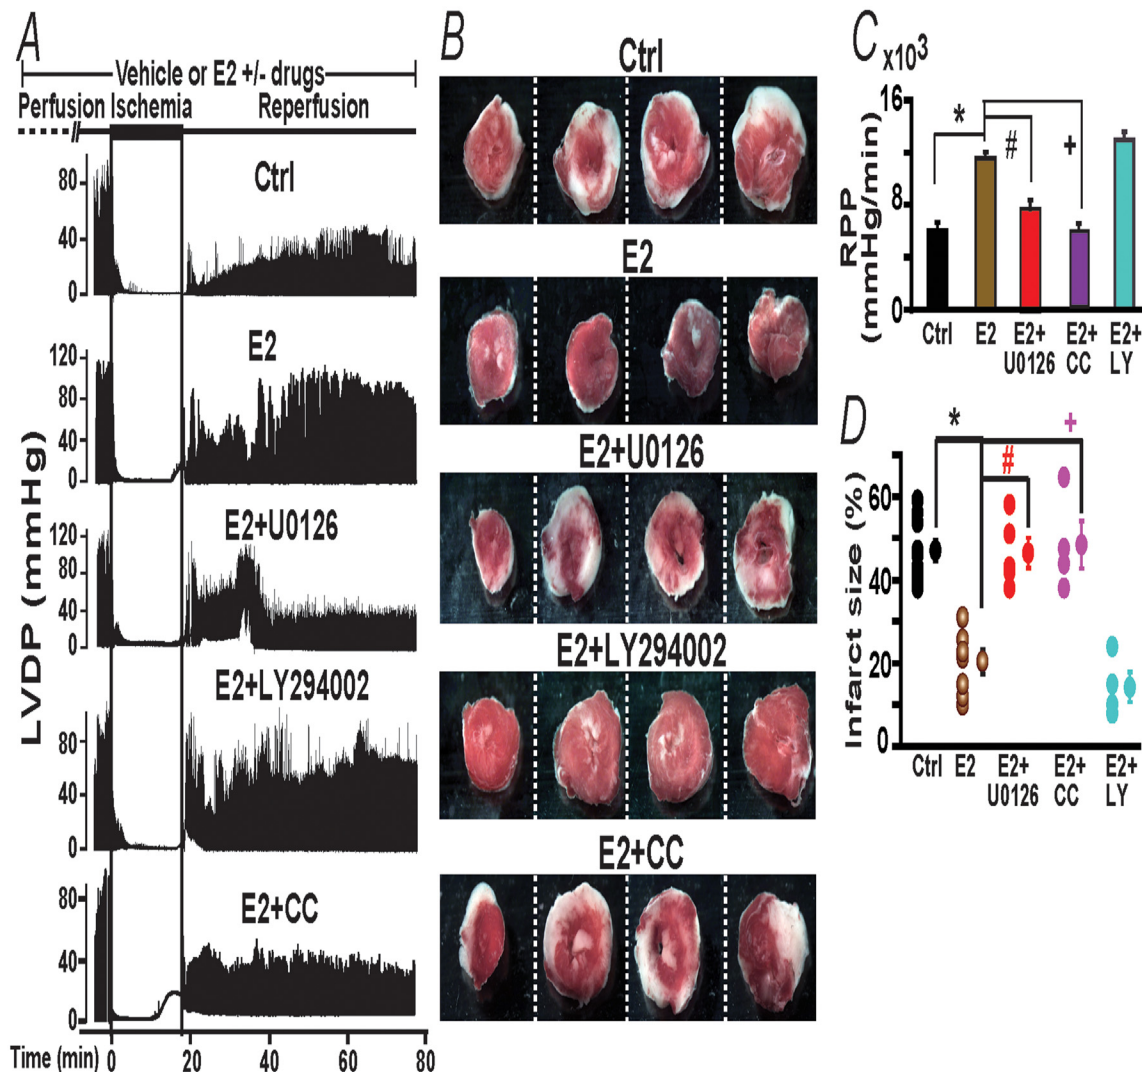 A
Vehicle or E2 +/- drugs
Perfusion Ischemia Reperfusion
LVDP (mmHg)
Ctrl
80
40
0
E2
120
80
40
0
E2+U0126
120
80
40
0
E2+LY294002
80
40
0
E2+CC
80
40
0
Time (min) 0 20 40 60 80
B
Ctrl
E2
E2+U0126
E2+LY294002
E2+CC
C x10³
RPP
(mmHg/min)
16
8
0
* # +
Ctrl E2 E2+ E2+ E2+
U0126 CC LY
D
Infarct size (%)
* # +
60
40
20
0
Ctrl E2 E2+ E2+ E2+
U0126 CC LY